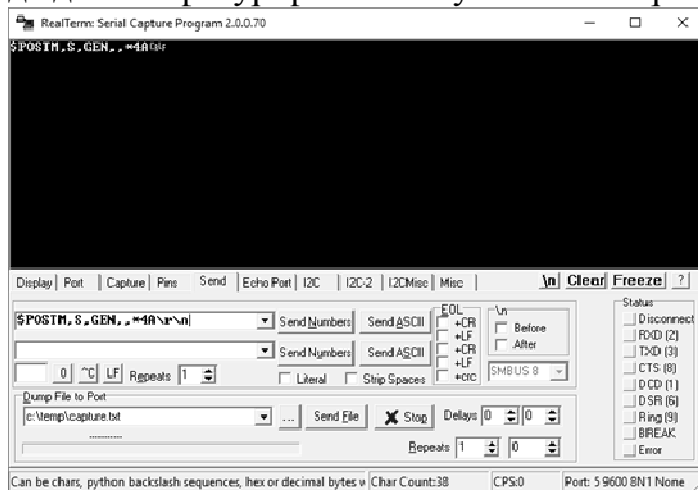 RealTerm: Serial Capture Program 2.0.0.70
$POSTM,8,GEN,,*4A
Display Port Capture Pins Send Echo Port I2C I2C-2 I2CMisc Misc \n Clear Freeze ?
EOL \n Status
$POSTM,8,GEN,,*4A\r\n Send Numbers Send ASCII +CR Before Disconnect
+LF After RXD (2)
Send Numbers Send ASCII +CR TXD (3)
+LF SMBUS 8 CTS (8)
0 ^C LF Repeats 1 Literal Strip Spaces +crc DCD (1)
Dump File to Port DSR (6)
c:\temp\capture.txt ... Send File Stop Delays 0 0 Ring (9)
Repeats 1 0 BREAK
Error
Can be chars, python backslash sequences, hex or decimal bytes w Char Count:38 CPS:0 Port: 5 9600 8N1 None